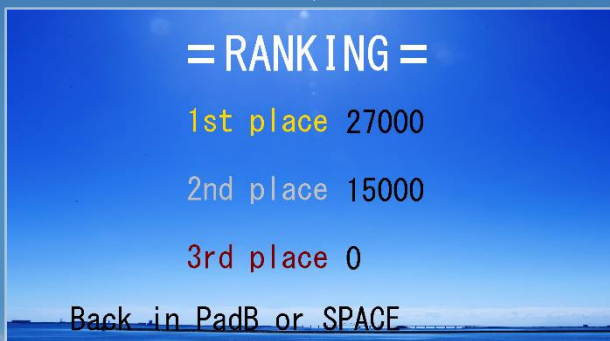 =RANKING=
1st place 27000
2nd place 15000
3rd place 0
Back in PadB or SPACE